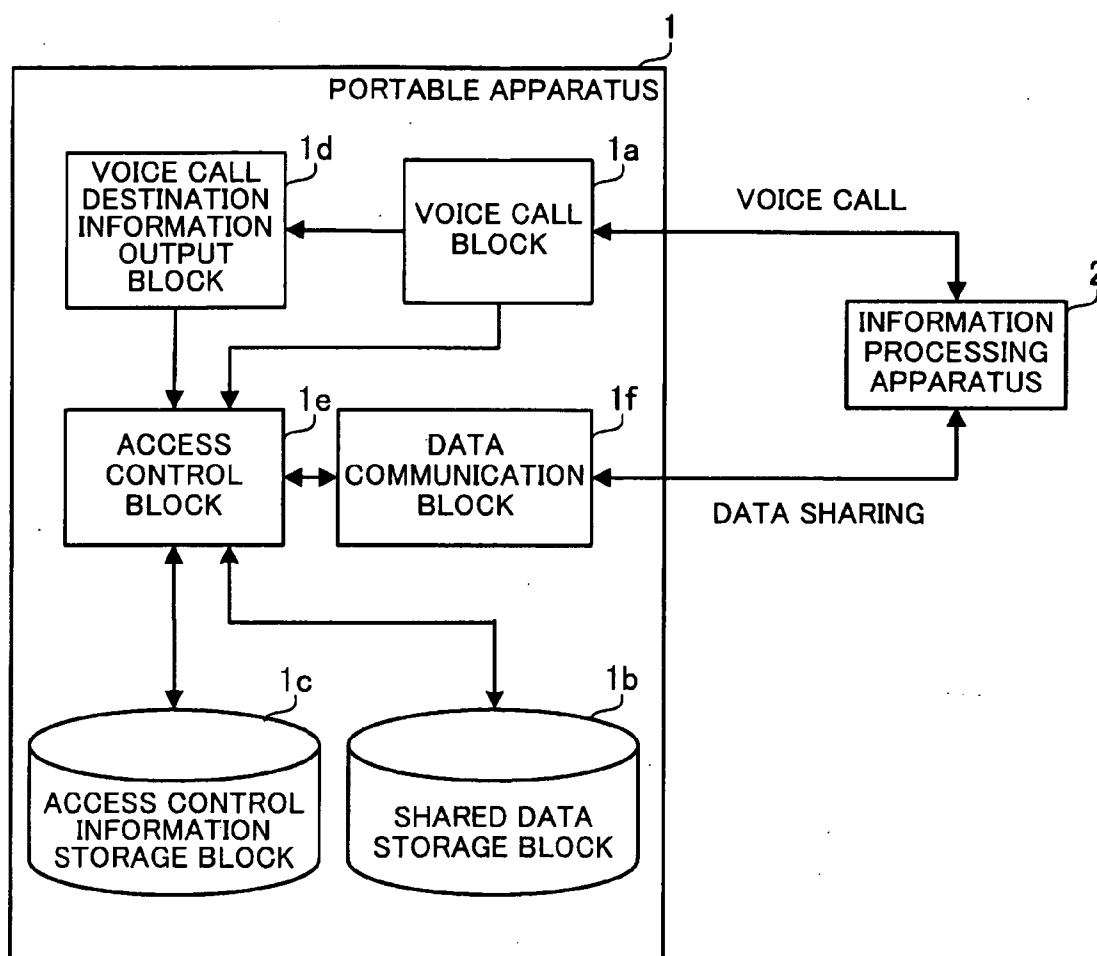 1
PORTABLE APPARATUS
1d
VOICE CALL
DESTINATION
INFORMATION
OUTPUT
BLOCK
1a
VOICE CALL
BLOCK
VOICE CALL
2
INFORMATION
PROCESSING
APPARATUS
1e
ACCESS
CONTROL
BLOCK
1f
DATA
COMMUNICATION
BLOCK
DATA SHARING
1c
ACCESS CONTROL
INFORMATION
STORAGE BLOCK
1b
SHARED DATA
STORAGE BLOCK